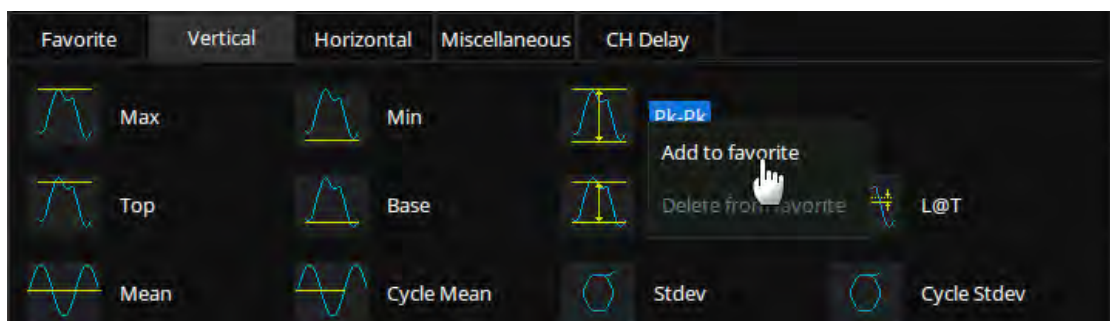 Favorite Vertical Horizontal Miscellaneous CH Delay
Max Min Pk-Pk
Add to favorite
Top Base Delete from favorite L@T
Mean Cycle Mean Stdev Cycle Stdev